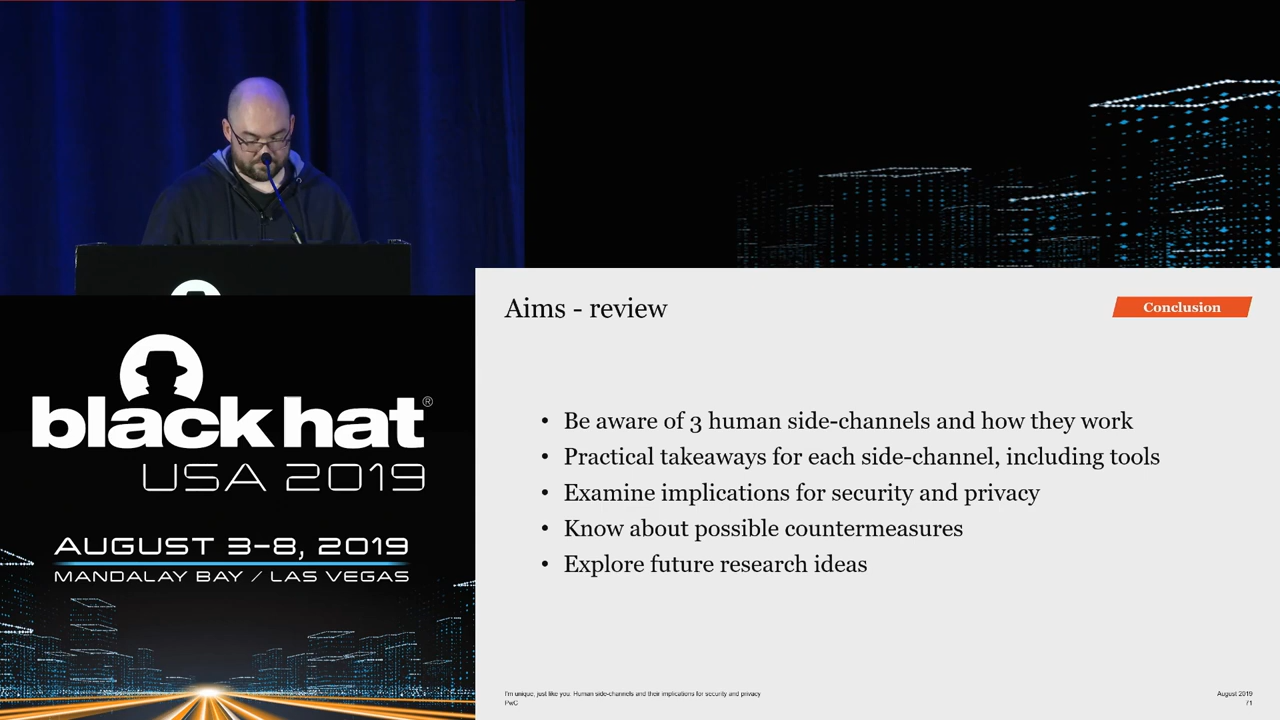 Aims - review
Conclusion
• Be aware of 3 human side-channels and how they work
• Practical takeaways for each side-channel, including tools
• Examine implications for security and privacy
• Know about possible countermeasures
• Explore future research ideas
I'm unique, just like you: Human side-channels and their implications for security and privacy
PwC
August 2019
71
black hat®
USA 2019
AUGUST 3-8, 2019
MANDALAY BAY / LAS VEGAS